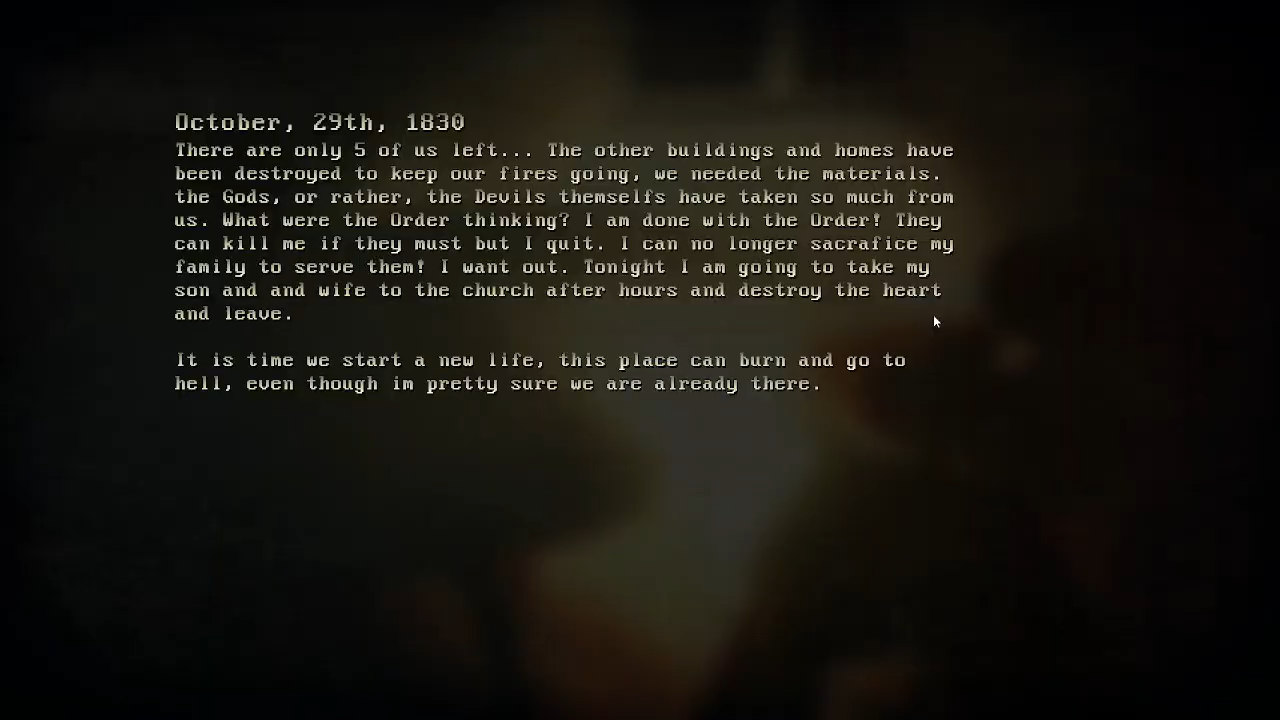 October, 29th, 1830
There are only 5 of us left... The other buildings and homes have
been destroyed to keep our fires going, we needed the materials.
the Gods, or rather, the Devils themselfs have taken so much from
us. What were the Order thinking? I am done with the Order! They
can kill me if they must but I quit. I can no longer sacrafice my
family to serve them! I want out. Tonight I am going to take my
son and and wife to the church after hours and destroy the heart
and leave.
It is time we start a new life, this place can burn and go to
hell, even though im pretty sure we are already there.